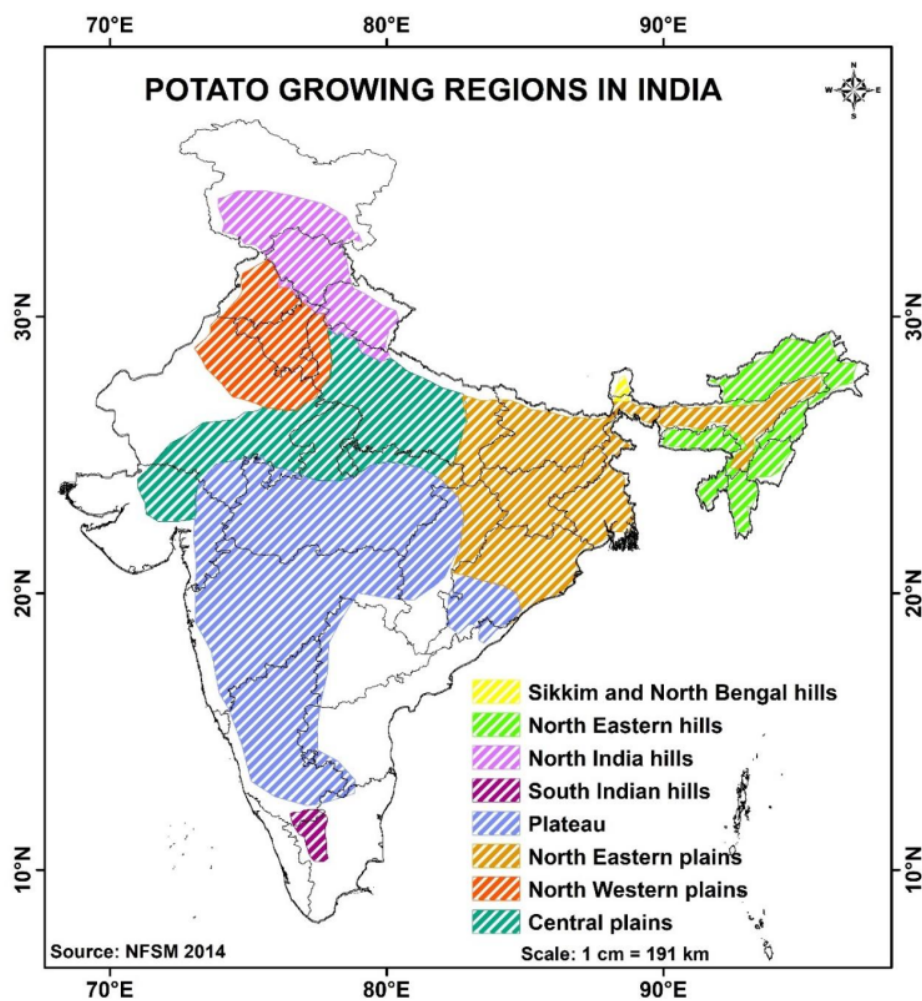 70°E 80°E 90°E
POTATO GROWING REGIONS IN INDIA
N
W E
S
30°N 30°N
20°N 20°N
10°N 10°N
Sikkim and North Bengal hills
North Eastern hills
North India hills
South Indian hills
Plateau
North Eastern plains
North Western plains
Central plains
Source: NFSM 2014 Scale: 1 cm = 191 km
70°E 80°E 90°E